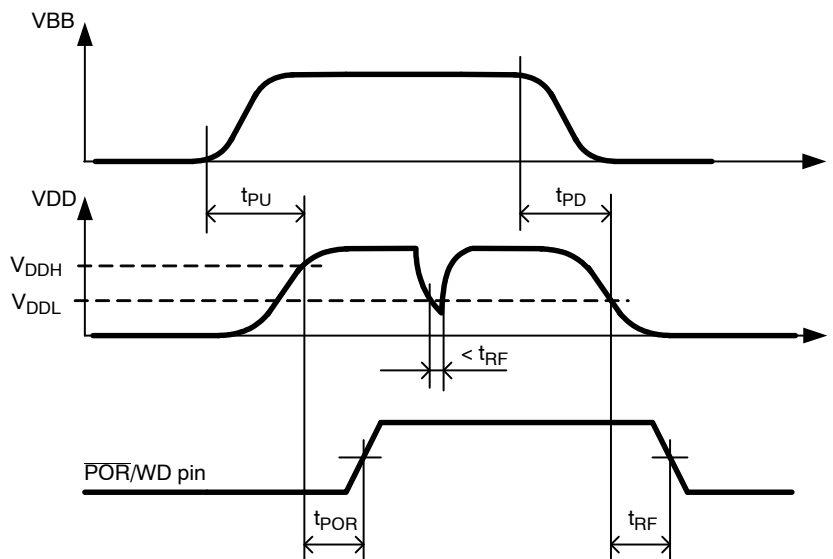 VBB
VDD
tPU
tPD
VDDH
VDDL
< tRF
POR/WD pin
tPOR
tRF